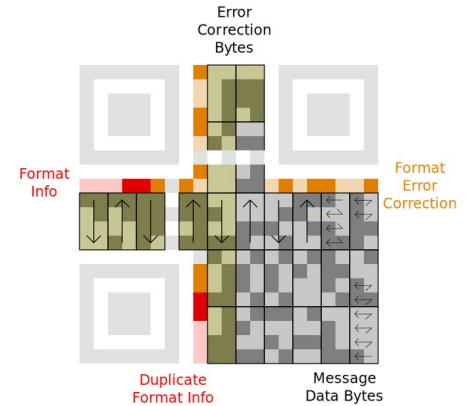 Error
Correction
Bytes
Format
Info
Format
Error
Correction
Duplicate
Format Info
Message
Data Bytes